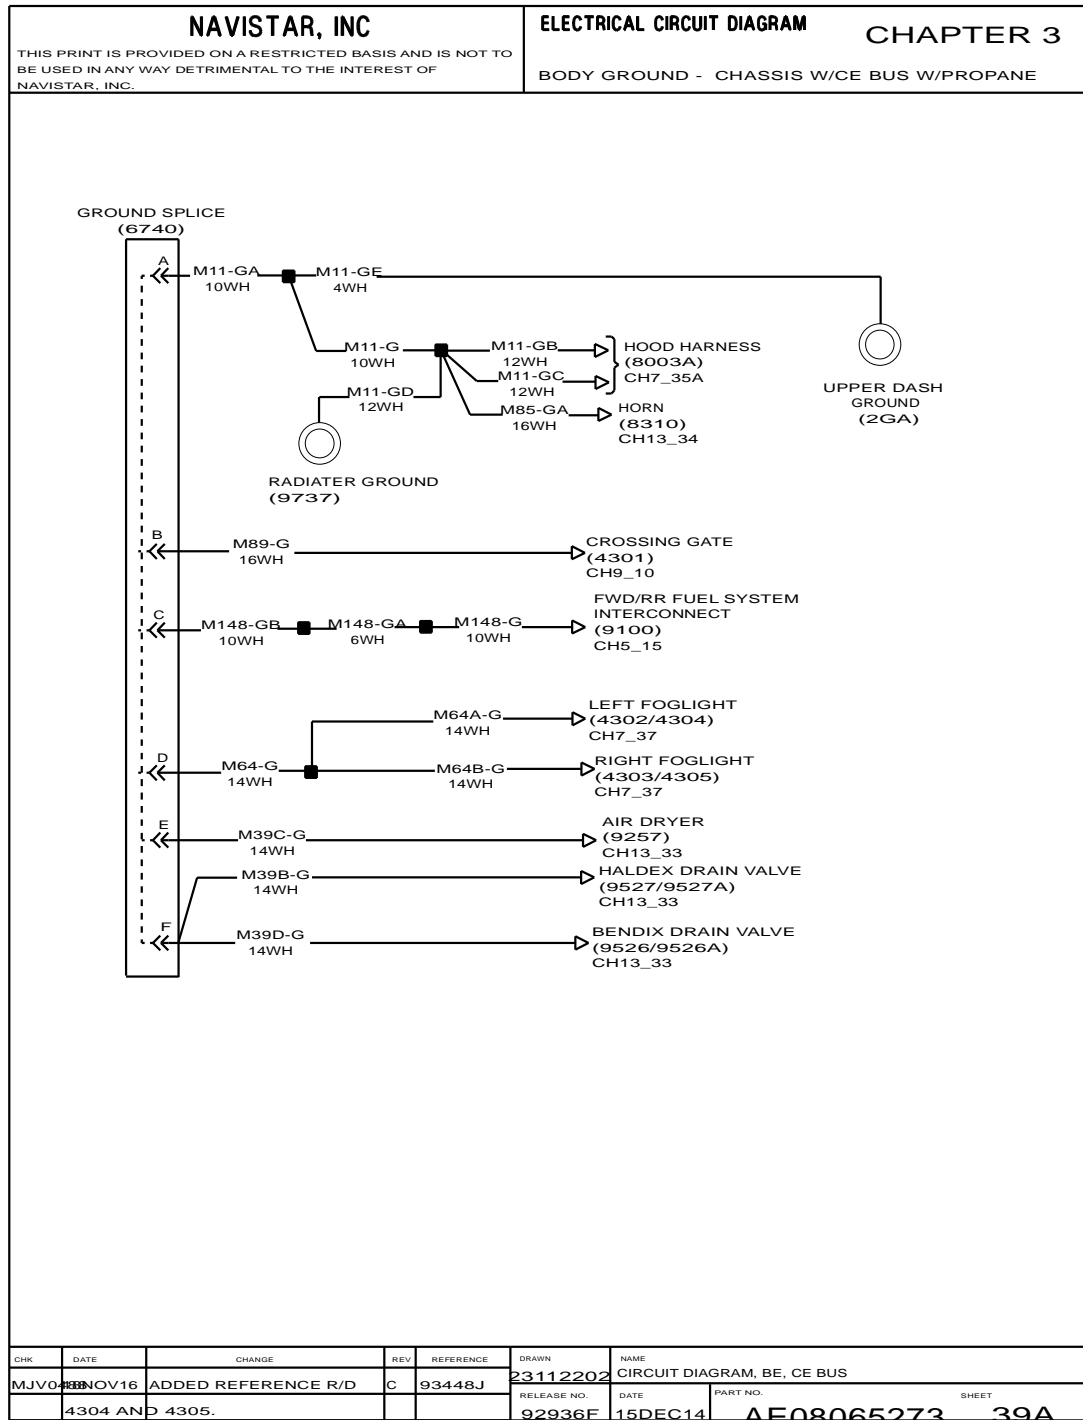 NAVISTAR, INC
THIS PRINT IS PROVIDED ON A RESTRICTED BASIS AND IS NOT TO
BE USED IN ANY WAY DETRIMENTAL TO THE INTEREST OF
NAVISTAR, INC.
ELECTRICAL CIRCUIT DIAGRAM
CHAPTER 3
BODY GROUND - CHASSIS W/CE BUS W/PROPANE
GROUND SPLICE
(6740)
A
M11-GA
10WH
M11-GE
4WH
M11-G
10WH
M11-GB
12WH
HOOD HARNESS
(8003A)
CH7_35A
M11-GC
12WH
M11-GD
12WH
M85-GA
16WH
HORN
(8310)
CH13_34
UPPER DASH
GROUND
(2GA)
RADIATER GROUND
(9737)
B
M89-G
16WH
CROSSING GATE
(4301)
CH9_10
C
M148-GB
10WH
M148-GA
6WH
M148-G
10WH
FWD/RR FUEL SYSTEM
INTERCONNECT
(9100)
CH5_15
M64A-G
14WH
LEFT FOGLIGHT
(4302/4304)
CH7_37
D
M64-G
14WH
M64B-G
14WH
RIGHT FOGLIGHT
(4303/4305)
CH7_37
E
M39C-G
14WH
AIR DRYER
(9257)
CH13_33
M39B-G
14WH
HALDEX DRAIN VALVE
(9527/9527A)
CH13_33
F
M39D-G
14WH
BENDIX DRAIN VALVE
(9526/9526A)
CH13_33
CHK DATE CHANGE REV REFERENCE
ADDED REFERENCE R/D C 93448J
4304 AND 4305.
DRAWN
23112202
NAME
CIRCUIT DIAGRAM, BE, CE BUS
RELEASE NO.
92936F
DATE
15DEC14
PART NO.
AE08065273
SHEET
39A